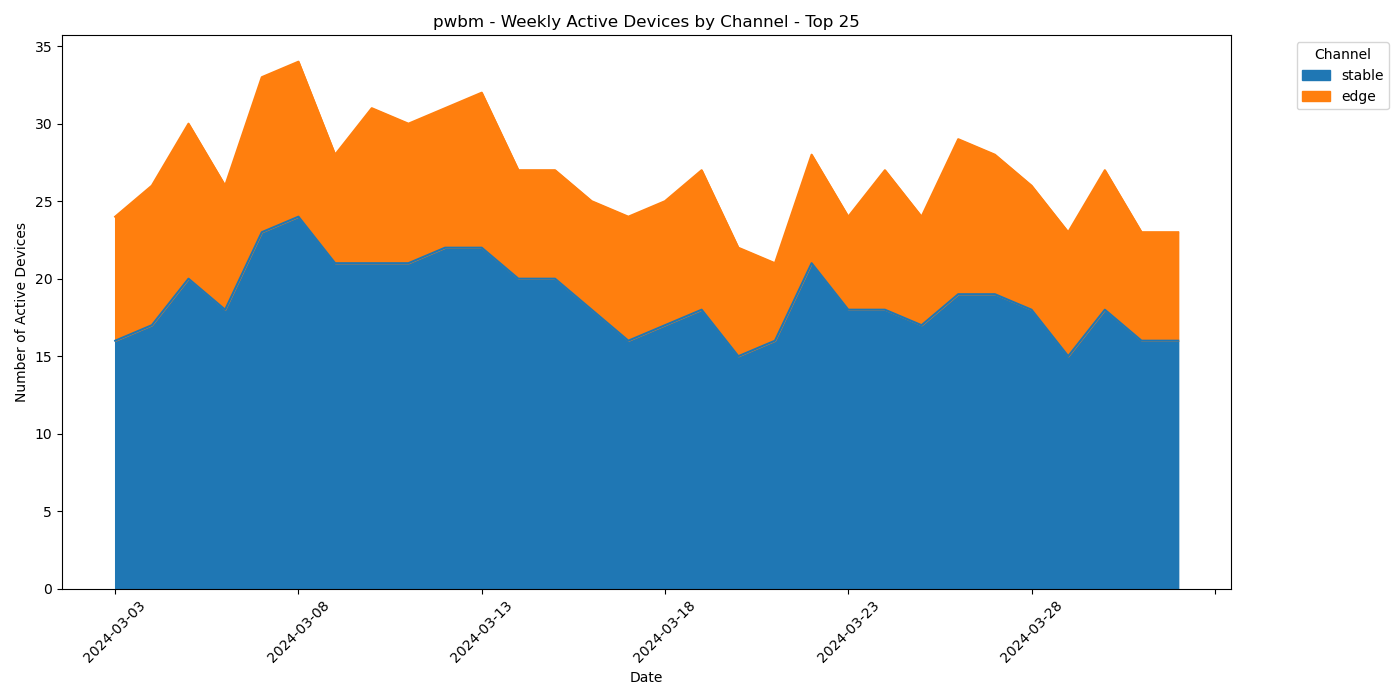 pwbm - Weekly Active Devices by Channel - Top 25
Channel
stable
edge
Number of Active Devices
35
30
25
20
15
10
5
0
2024-03-03
2024-03-08
2024-03-13
2024-03-18
2024-03-23
2024-03-28
Date